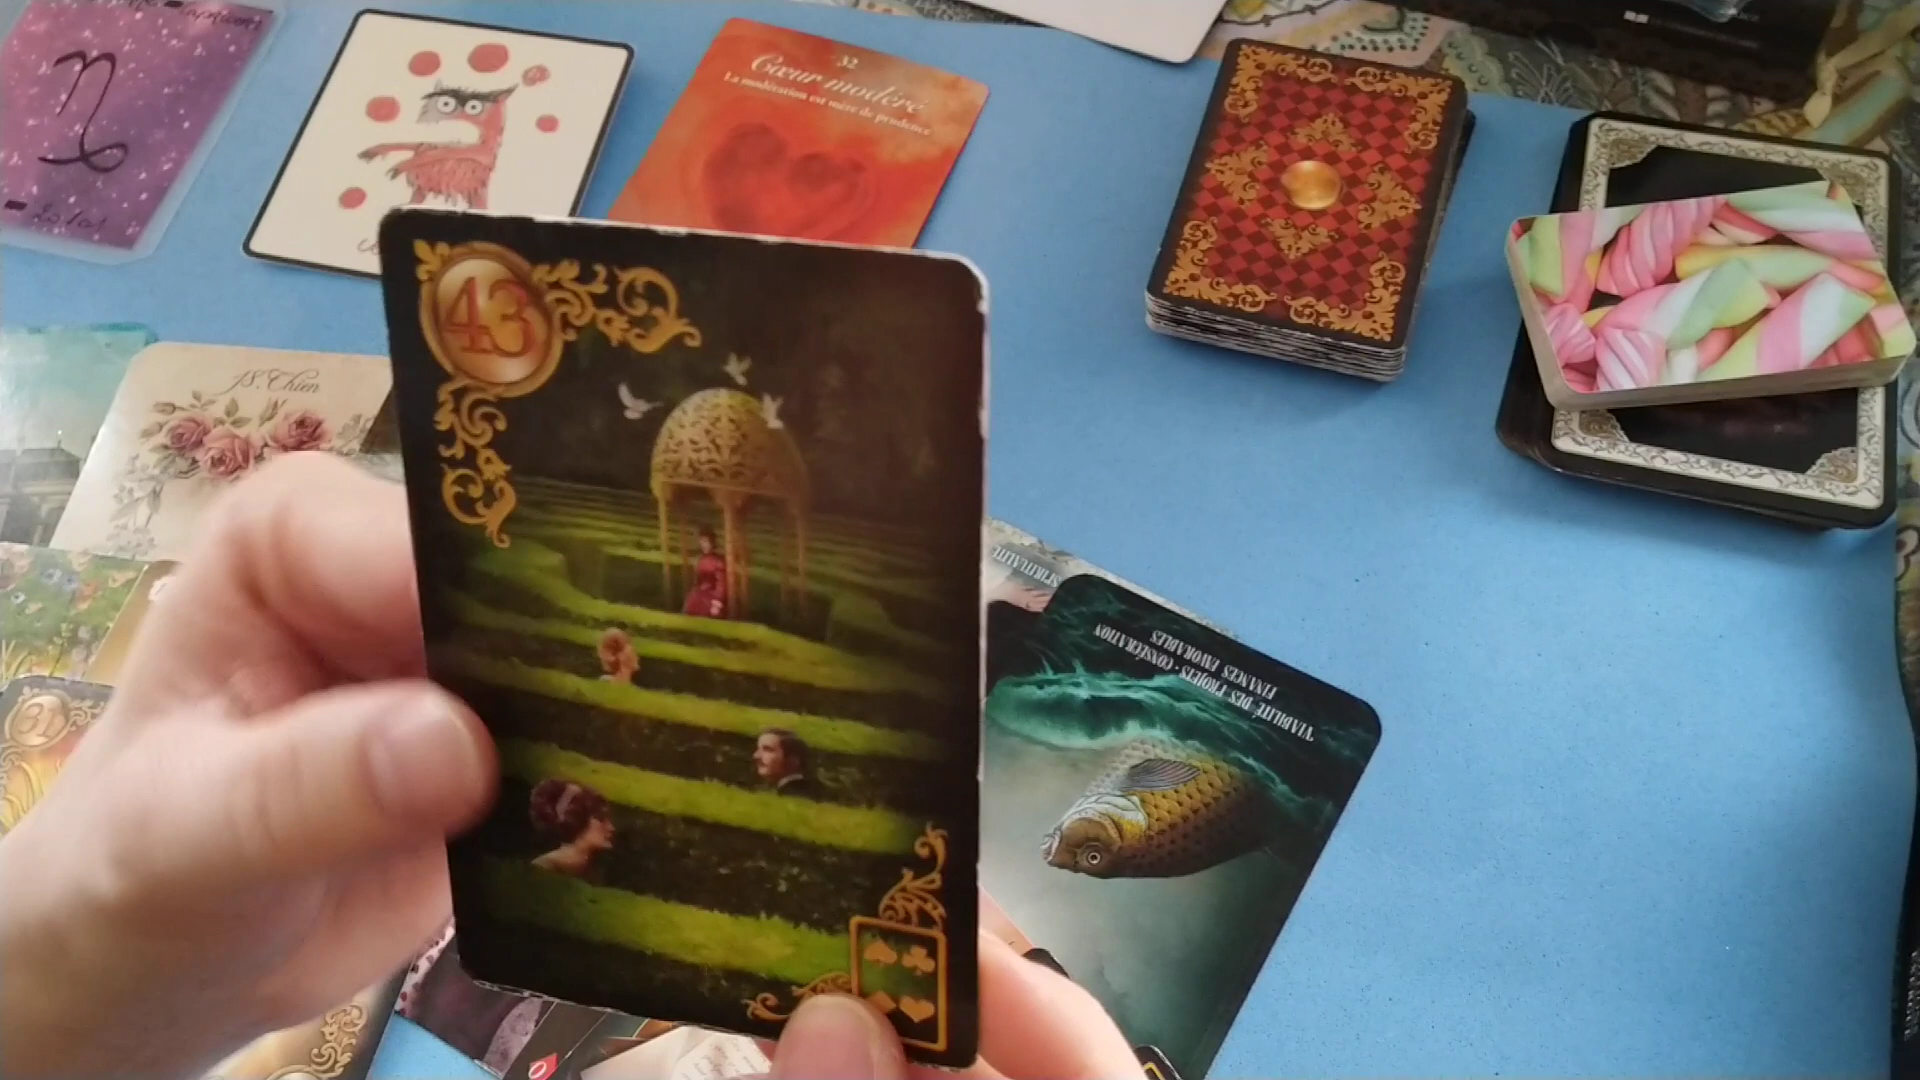 32
Cœur modéré
La modération est mère de prudence
43
18. Chien
31
SPIRITUALITÉ
VIABILITÉ DES PROJETS - CONSÉCRATION
FINANCES FAVORABLES